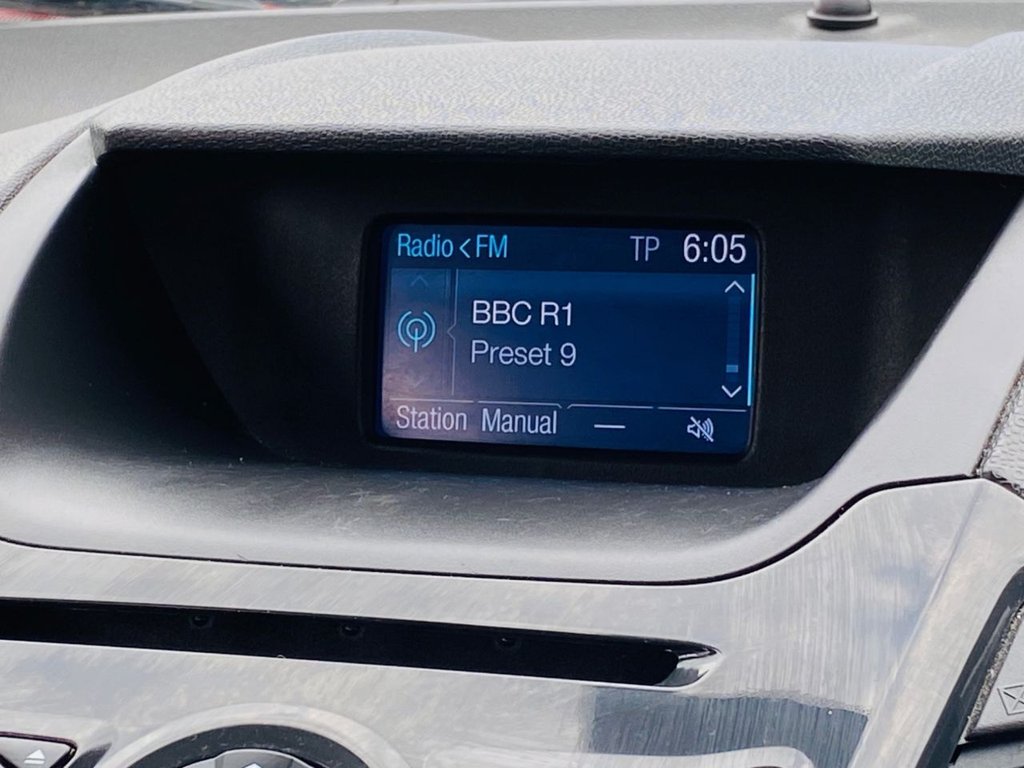 Radio < FM TP 6:05
BBC R1
Preset 9
Station Manual —